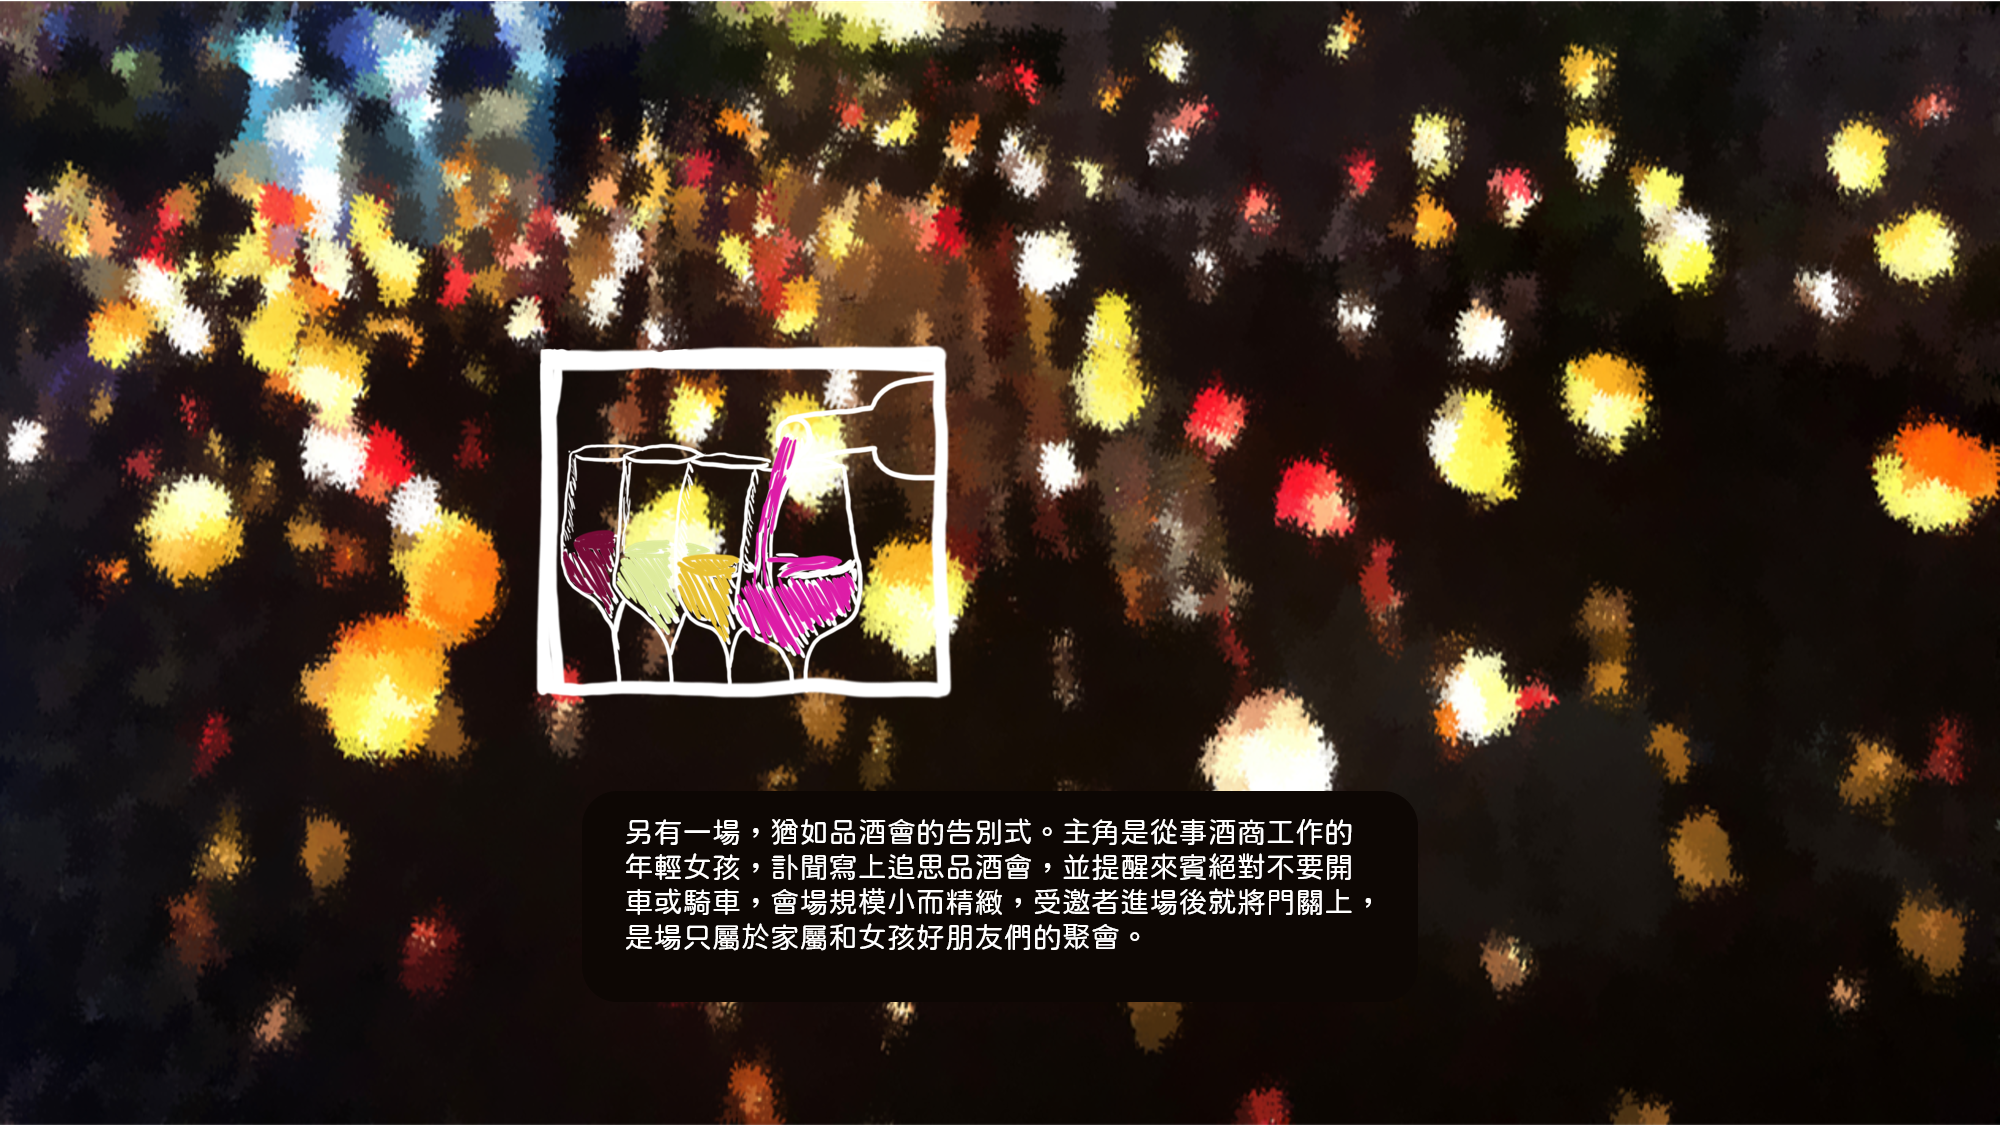 另有一場，猶如品酒會的告別式。主角是從事酒商工作的
年輕女孩，訃聞寫上追思品酒會，並提醒來賓絕對不要開
車或騎車，會場規模小而精緻，受邀者進場後就將門關上，
是場只屬於家屬和女孩好朋友們的聚會。